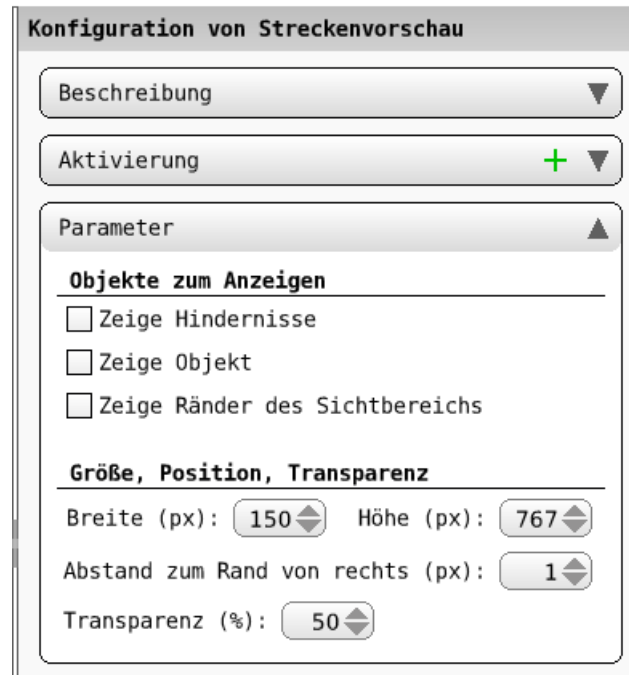 Konfiguration von Streckenvorschau
Beschreibung
Aktivierung
Parameter
Objekte zum Anzeigen
Zeige Hindernisse
Zeige Objekt
Zeige Ränder des Sichtbereichs
Größe, Position, Transparenz
Breite (px): 150 Höhe (px): 767
Abstand zum Rand von rechts (px): 1
Transparenz (%): 50